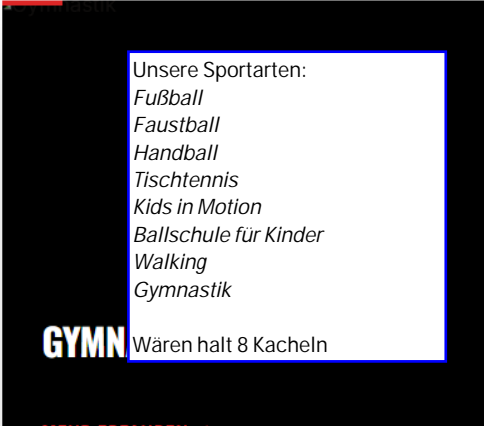 Gymnastik
Unsere Sportarten:
Fußball
Faustball
Handball
Tischtennis
Kids in Motion
Ballschule für Kinder
Walking
Gymnastik
GYMN
Wären halt 8 Kacheln